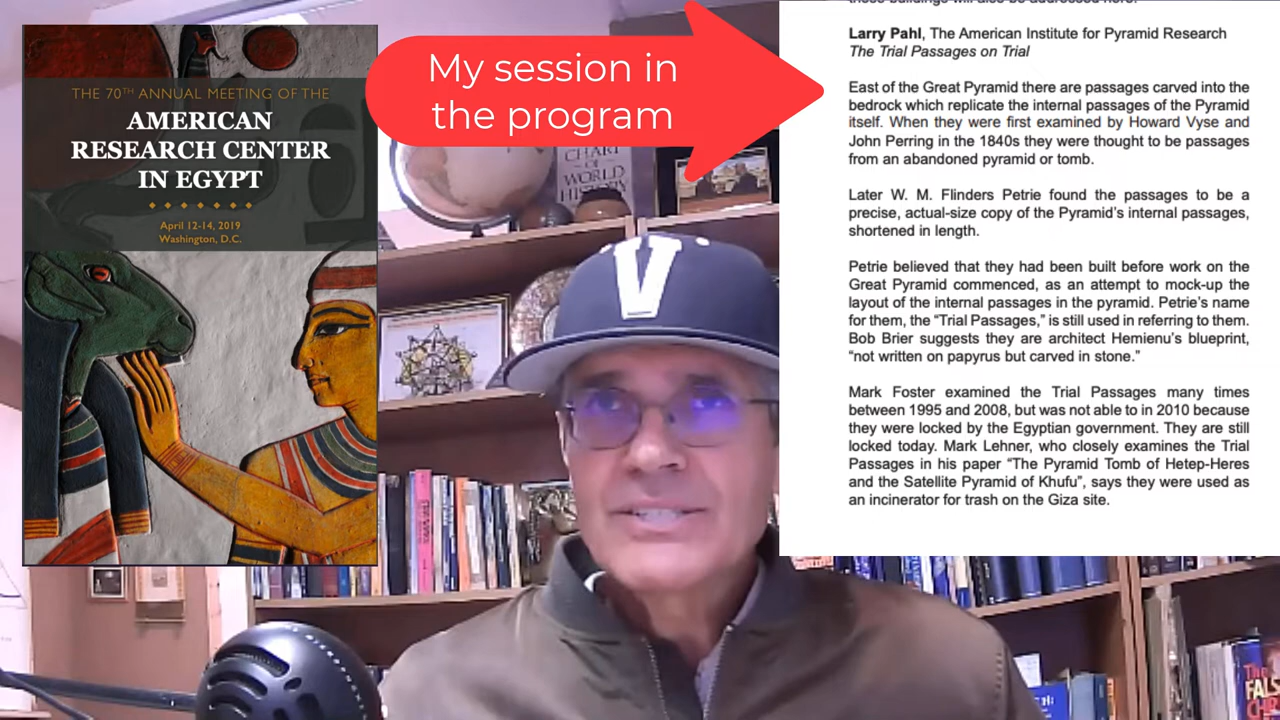 THE 70TH ANNUAL MEETING OF THE
AMERICAN
RESEARCH CENTER
IN EGYPT
April 12-14, 2019
Washington, D.C.
My session in
the program
Larry Pahl, The American Institute for Pyramid Research
The Trial Passages on Trial
East of the Great Pyramid there are passages carved into the
bedrock which replicate the internal passages of the Pyramid
itself. When they were first examined by Howard Vyse and
John Perring in the 1840s they were thought to be passages
from an abandoned pyramid or tomb.
Later W. M. Flinders Petrie found the passages to be a
precise, actual-size copy of the Pyramid's internal passages,
shortened in length.
Petrie believed that they had been built before work on the
Great Pyramid commenced, as an attempt to mock-up the
layout of the internal passages in the pyramid. Petrie's name
for them, the “Trial Passages,” is still used in referring to them.
Bob Brier suggests they are architect Hemienu's blueprint,
“not written on papyrus but carved in stone.”
Mark Foster examined the Trial Passages many times
between 1995 and 2008, but was not able to in 2010 because
they were locked by the Egyptian government. They are still
locked today. Mark Lehner, who closely examines the Trial
Passages in his paper “The Pyramid Tomb of Hetep-Heres
and the Satellite Pyramid of Khufu”, says they were used as
an incinerator for trash on the Giza site.
CHART
OF
WORLD
HISTORY
V
The